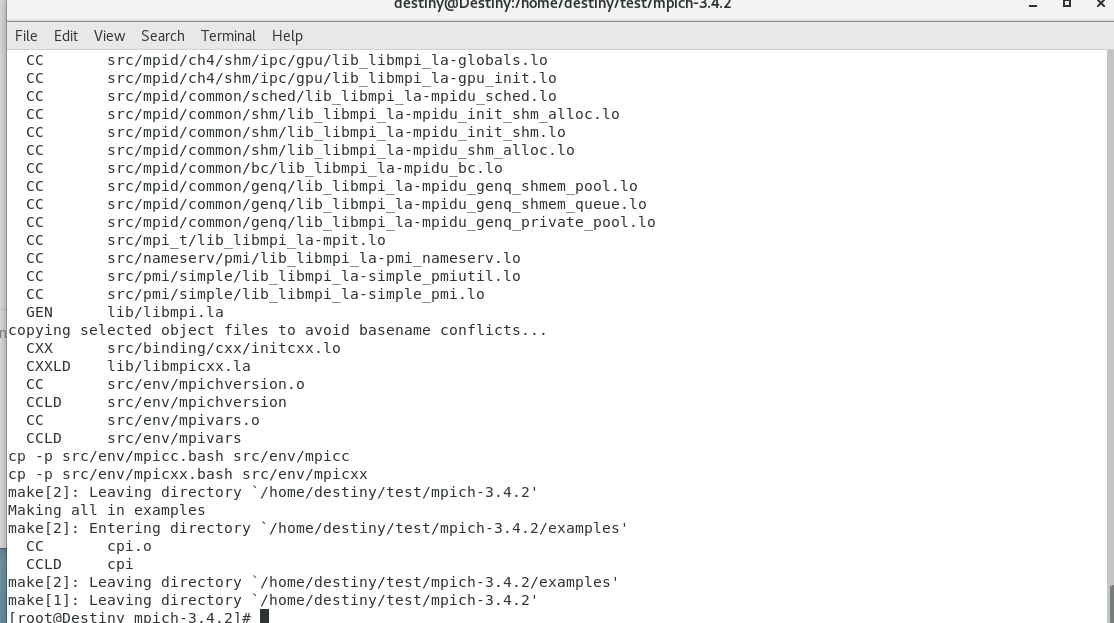 destiny@Destiny:/home/destiny/test/mpich-3.4.2
File Edit View Search Terminal Help
CC src/mpid/ch4/shm/ipc/gpu/lib_libmpi_la-globals.lo
CC src/mpid/ch4/shm/ipc/gpu/lib_libmpi_la-gpu_init.lo
CC src/mpid/common/sched/lib_libmpi_la-mpidu_sched.lo
CC src/mpid/common/shm/lib_libmpi_la-mpidu_init_shm_alloc.lo
CC src/mpid/common/shm/lib_libmpi_la-mpidu_init_shm.lo
CC src/mpid/common/shm/lib_libmpi_la-mpidu_shm_alloc.lo
CC src/mpid/common/bc/lib_libmpi_la-mpidu_bc.lo
CC src/mpid/common/genq/lib_libmpi_la-mpidu_genq_shmem_pool.lo
CC src/mpid/common/genq/lib_libmpi_la-mpidu_genq_shmem_queue.lo
CC src/mpid/common/genq/lib_libmpi_la-mpidu_genq_private_pool.lo
CC src/mpi_t/lib_libmpi_la-mpit.lo
CC src/nameserv/pmi/lib_libmpi_la-pmi_nameserv.lo
CC src/pmi/simple/lib_libmpi_la-simple_pmiutil.lo
CC src/pmi/simple/lib_libmpi_la-simple_pmi.lo
GEN lib/libmpi.la
copying selected object files to avoid basename conflicts...
CXX src/binding/cxx/initcxx.lo
CXXLD lib/libmpicxx.la
CC src/env/mpichversion.o
CCLD src/env/mpichversion
CC src/env/mpivars.o
CCLD src/env/mpivars
cp -p src/env/mpicc.bash src/env/mpicc
cp -p src/env/mpicxx.bash src/env/mpicxx
make[2]: Leaving directory `/home/destiny/test/mpich-3.4.2'
Making all in examples
make[2]: Entering directory `/home/destiny/test/mpich-3.4.2/examples'
CC cpi.o
CCLD cpi
make[2]: Leaving directory `/home/destiny/test/mpich-3.4.2/examples'
make[1]: Leaving directory `/home/destiny/test/mpich-3.4.2'
[root@Destiny mpich-3.4.2]#